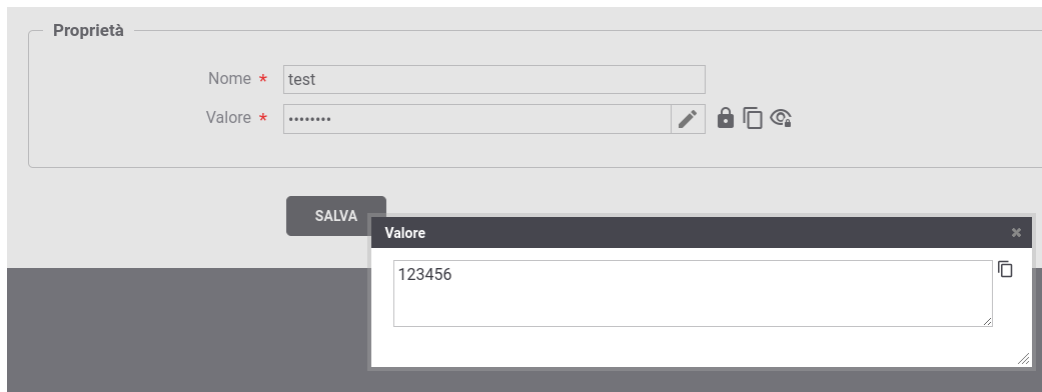 Proprietà
Nome * test
Valore * ••••••••
SALVA
Valore
123456